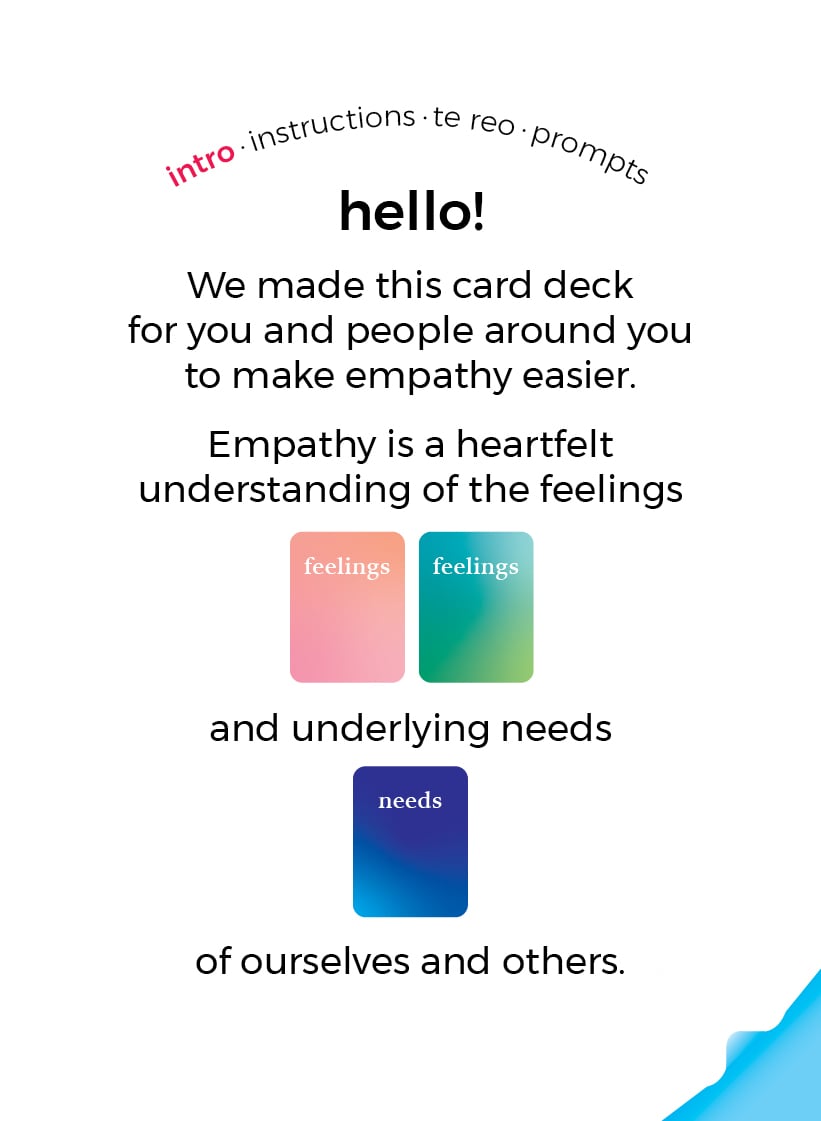 intro · instructions · te reo · prompts
hello!
We made this card deck
for you and people around you
to make empathy easier.
Empathy is a heartfelt
understanding of the feelings
feelings feelings
and underlying needs
needs
of ourselves and others.